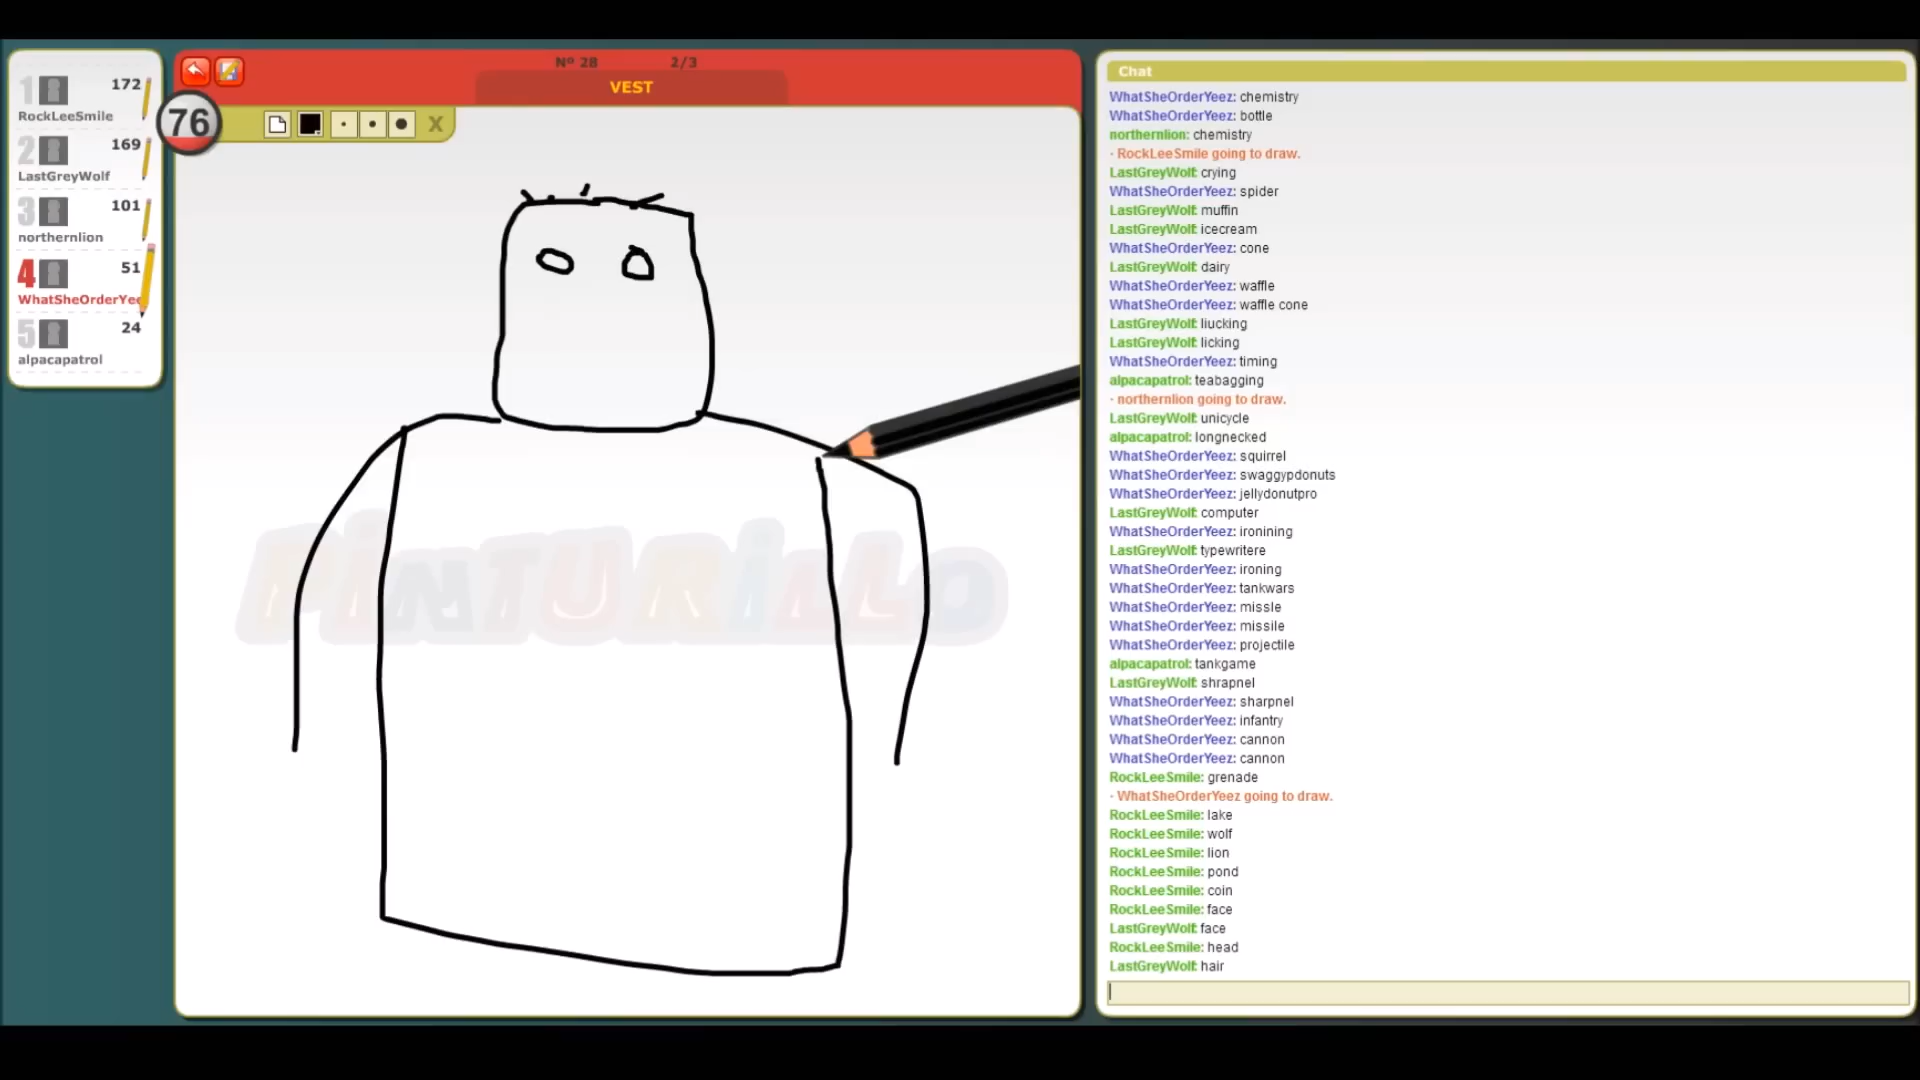 1 172
RockLeeSmile
2 169
LastGreyWolf
3 101
northernlion
4 51
WhatSheOrderYee
5 24
alpacapatrol
Nº 28 2/3
VEST
76
X
PINTURILLO
Chat
WhatSheOrderYeez: chemistry
WhatSheOrderYeez: bottle
northernlion: chemistry
· RockLeeSmile going to draw.
LastGreyWolf: crying
WhatSheOrderYeez: spider
LastGreyWolf: muffin
LastGreyWolf: icecream
WhatSheOrderYeez: cone
LastGreyWolf: dairy
WhatSheOrderYeez: waffle
WhatSheOrderYeez: waffle cone
LastGreyWolf: liucking
LastGreyWolf: licking
WhatSheOrderYeez: timing
alpacapatrol: teabagging
· northernlion going to draw.
LastGreyWolf: unicycle
alpacapatrol: longnecked
WhatSheOrderYeez: squirrel
WhatSheOrderYeez: swaggypdonuts
WhatSheOrderYeez: jellydonutpro
LastGreyWolf: computer
WhatSheOrderYeez: ironining
LastGreyWolf: typewritere
WhatSheOrderYeez: ironing
WhatSheOrderYeez: tankwars
WhatSheOrderYeez: missle
WhatSheOrderYeez: missile
WhatSheOrderYeez: projectile
alpacapatrol: tankgame
LastGreyWolf: shrapnel
WhatSheOrderYeez: sharpnel
WhatSheOrderYeez: infantry
WhatSheOrderYeez: cannon
WhatSheOrderYeez: cannon
RockLeeSmile: grenade
· WhatSheOrderYeez going to draw.
RockLeeSmile: lake
RockLeeSmile: wolf
RockLeeSmile: lion
RockLeeSmile: pond
RockLeeSmile: coin
RockLeeSmile: face
LastGreyWolf: face
RockLeeSmile: head
LastGreyWolf: hair